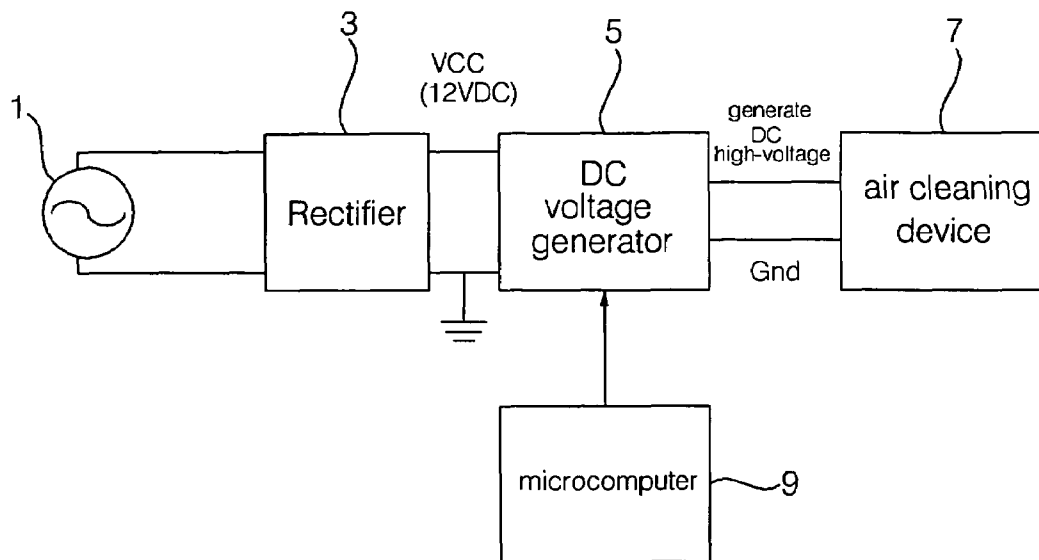 1
3
VCC
(12VDC)
5
generate
DC
high-voltage
7
Rectifier
DC
voltage
generator
air cleaning
device
Gnd
microcomputer
9